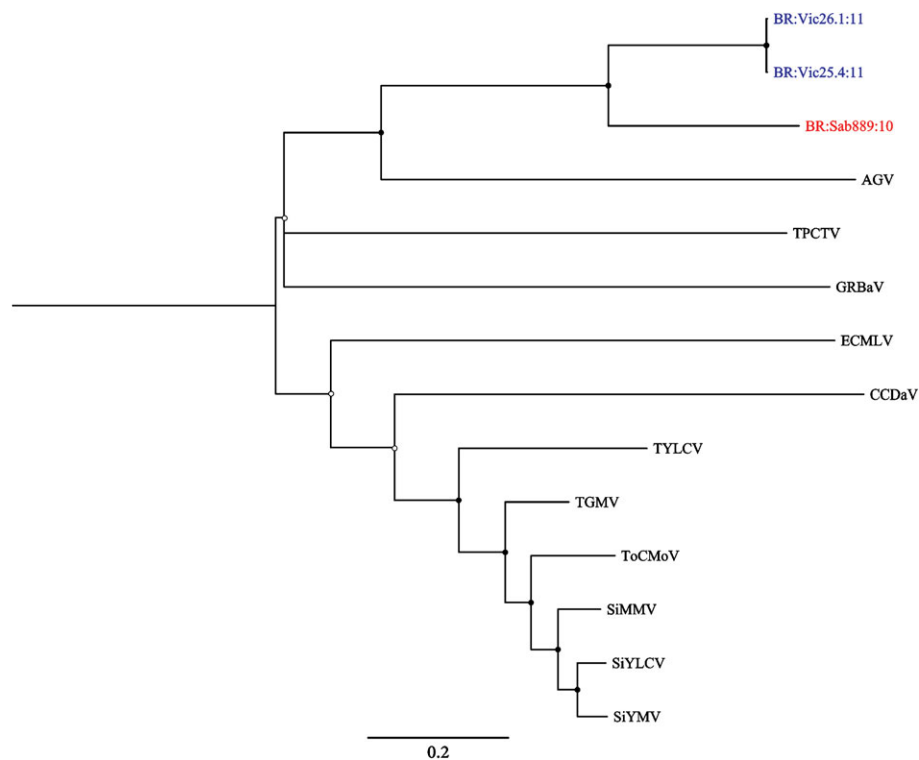 BR:Vic26.1:11
BR:Vic25.4:11
BR:Sab889:10
AGV
TPCTV
GRBaV
ECMLV
CCDaV
TYLCV
TGMV
ToCMoV
SiMMV
SiYLCV
SiYMV
0.2